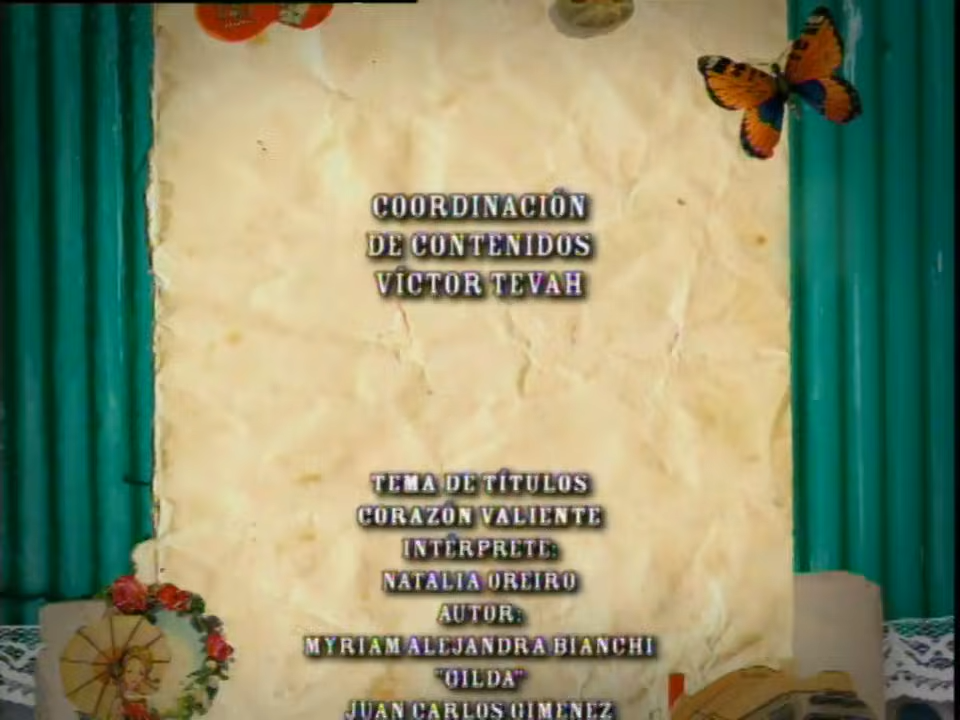 COORDINACIÓN
DE CONTENIDOS
VÍCTOR TEVAH
TEMA DE TÍTULOS
CORAZÓN VALIENTE
INTÉRPRETE:
NATALIA OREIRO
AUTOR:
MYRIAM ALEJANDRA BIANCHI
"GILDA"
JUAN CARLOS GIMENEZ